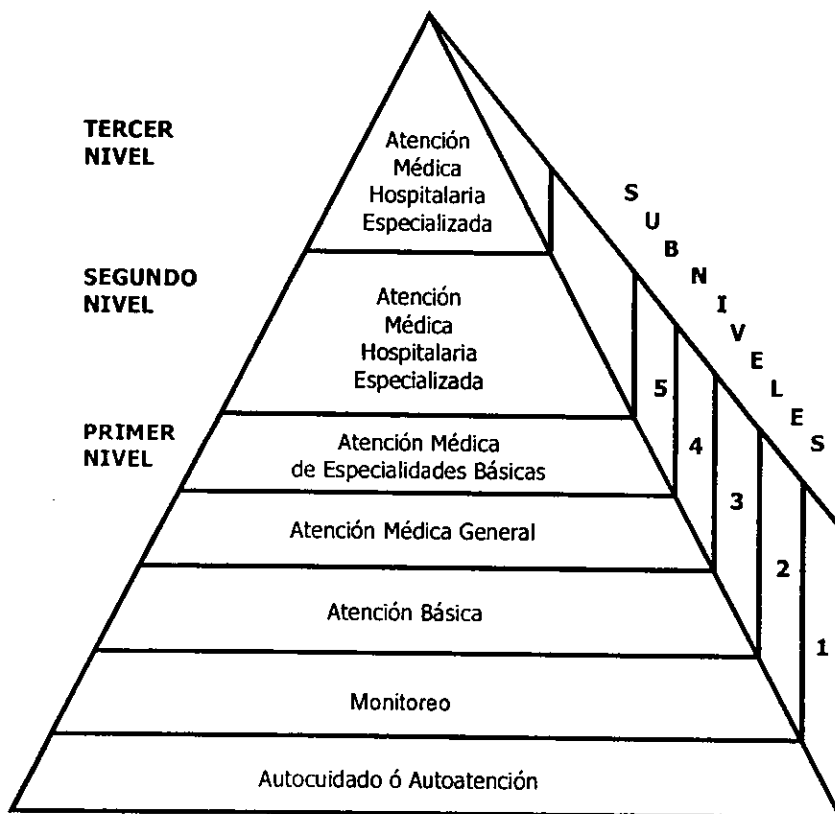 TERCER
NIVEL
Atención
Médica
Hospitalaria
Especializada
SUBNIVELES
SEGUNDO
NIVEL
Atención
Médica
Hospitalaria
Especializada
PRIMER
NIVEL
Atención Médica
de Especialidades Básicas
5
4
Atención Médica General
3
Atención Básica
2
Monitoreo
1
Autocuidado ó Autoatención